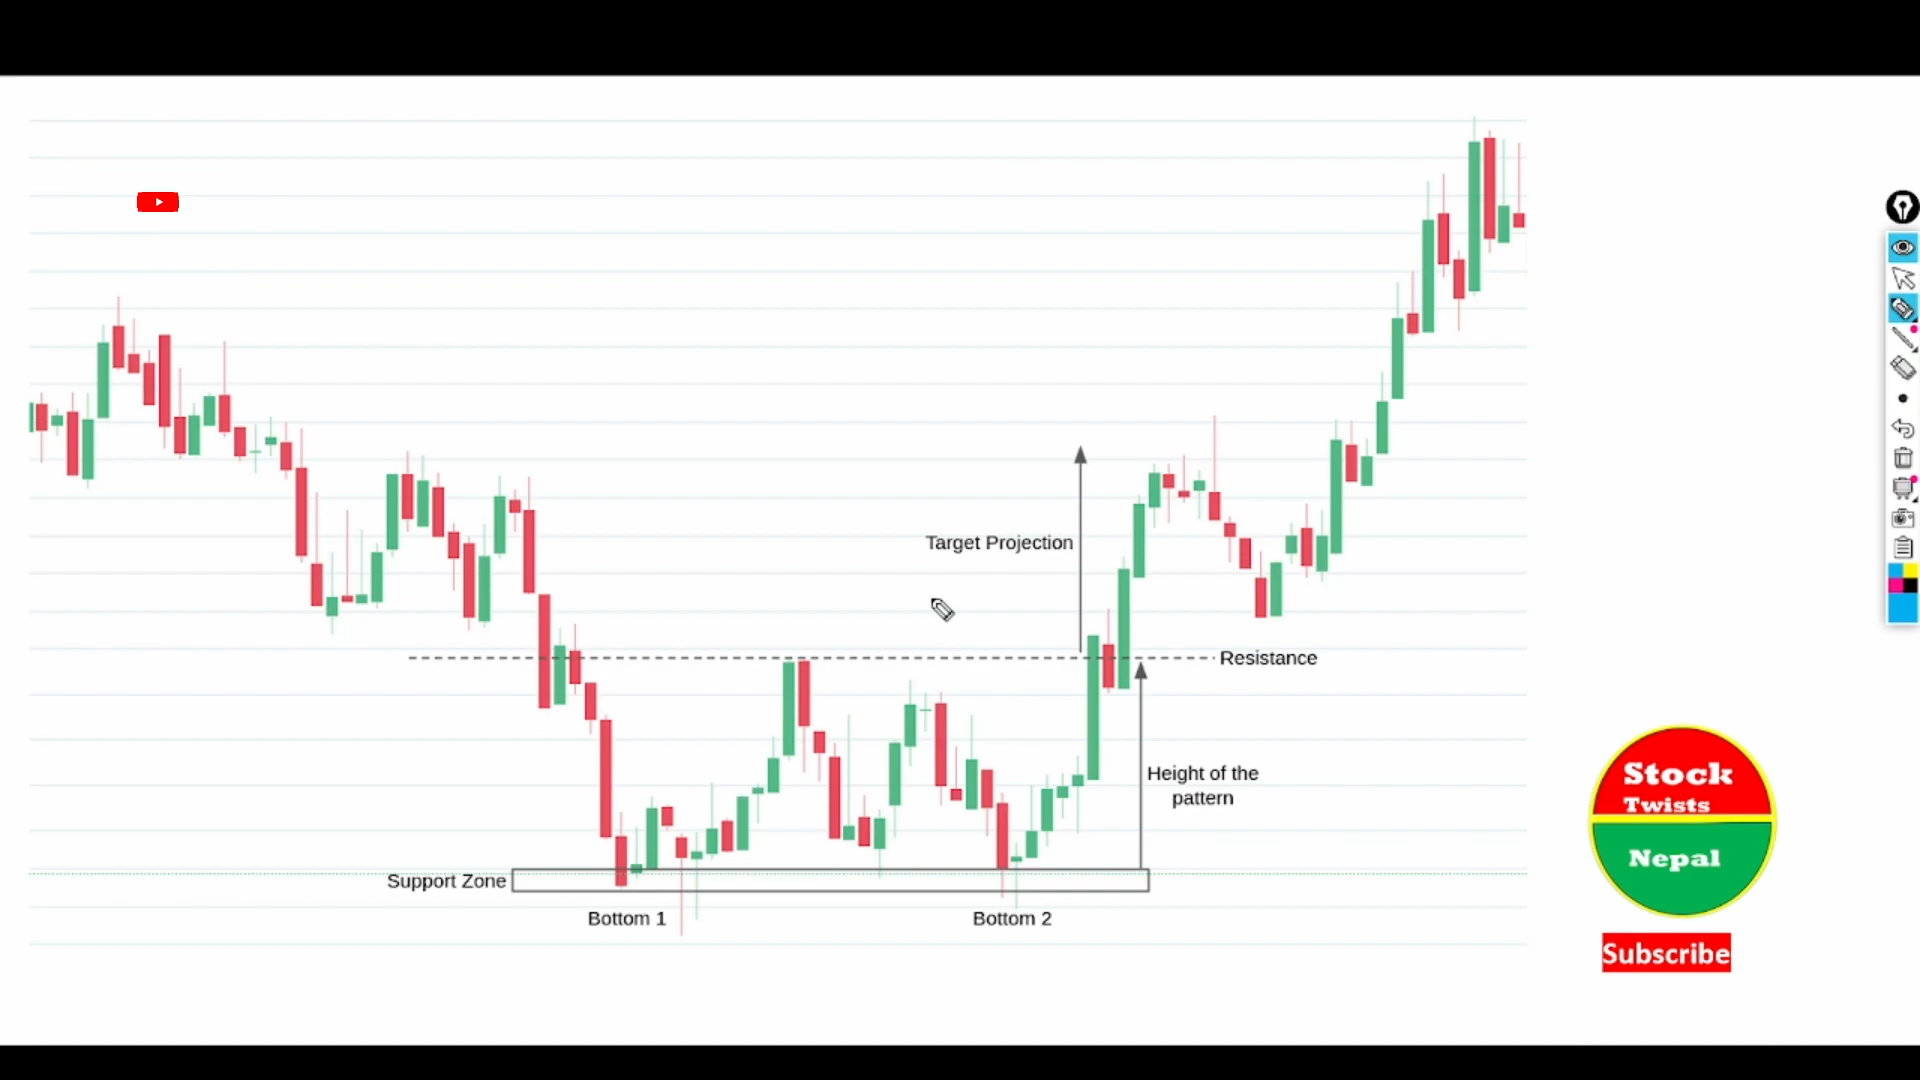 Target Projection
Resistance
Height of the
pattern
Support Zone
Bottom 1
Bottom 2
Stock
Twists
Nepal
Subscribe